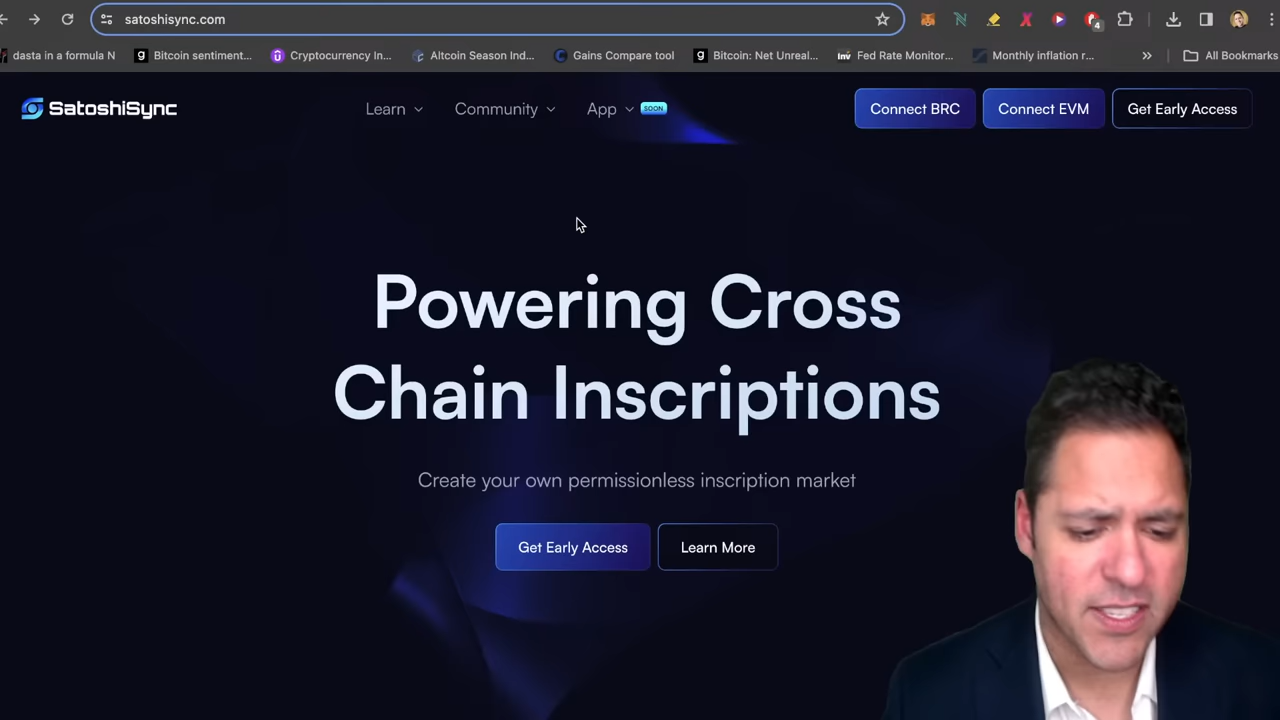 satoshisync.com
4
dasta in a formula N
Bitcoin sentiment...
Cryptocurrency In...
Altcoin Season Ind...
Gains Compare tool
Bitcoin: Net Unreal...
Inv
Fed Rate Monitor...
Monthly inflation r...
»
All Bookmarks
SatoshiSync
Learn
Community
App
SOON
Connect BRC
Connect EVM
Get Early Access
Powering Cross
Chain Inscriptions
Create your own permissionless inscription market
Get Early Access
Learn More